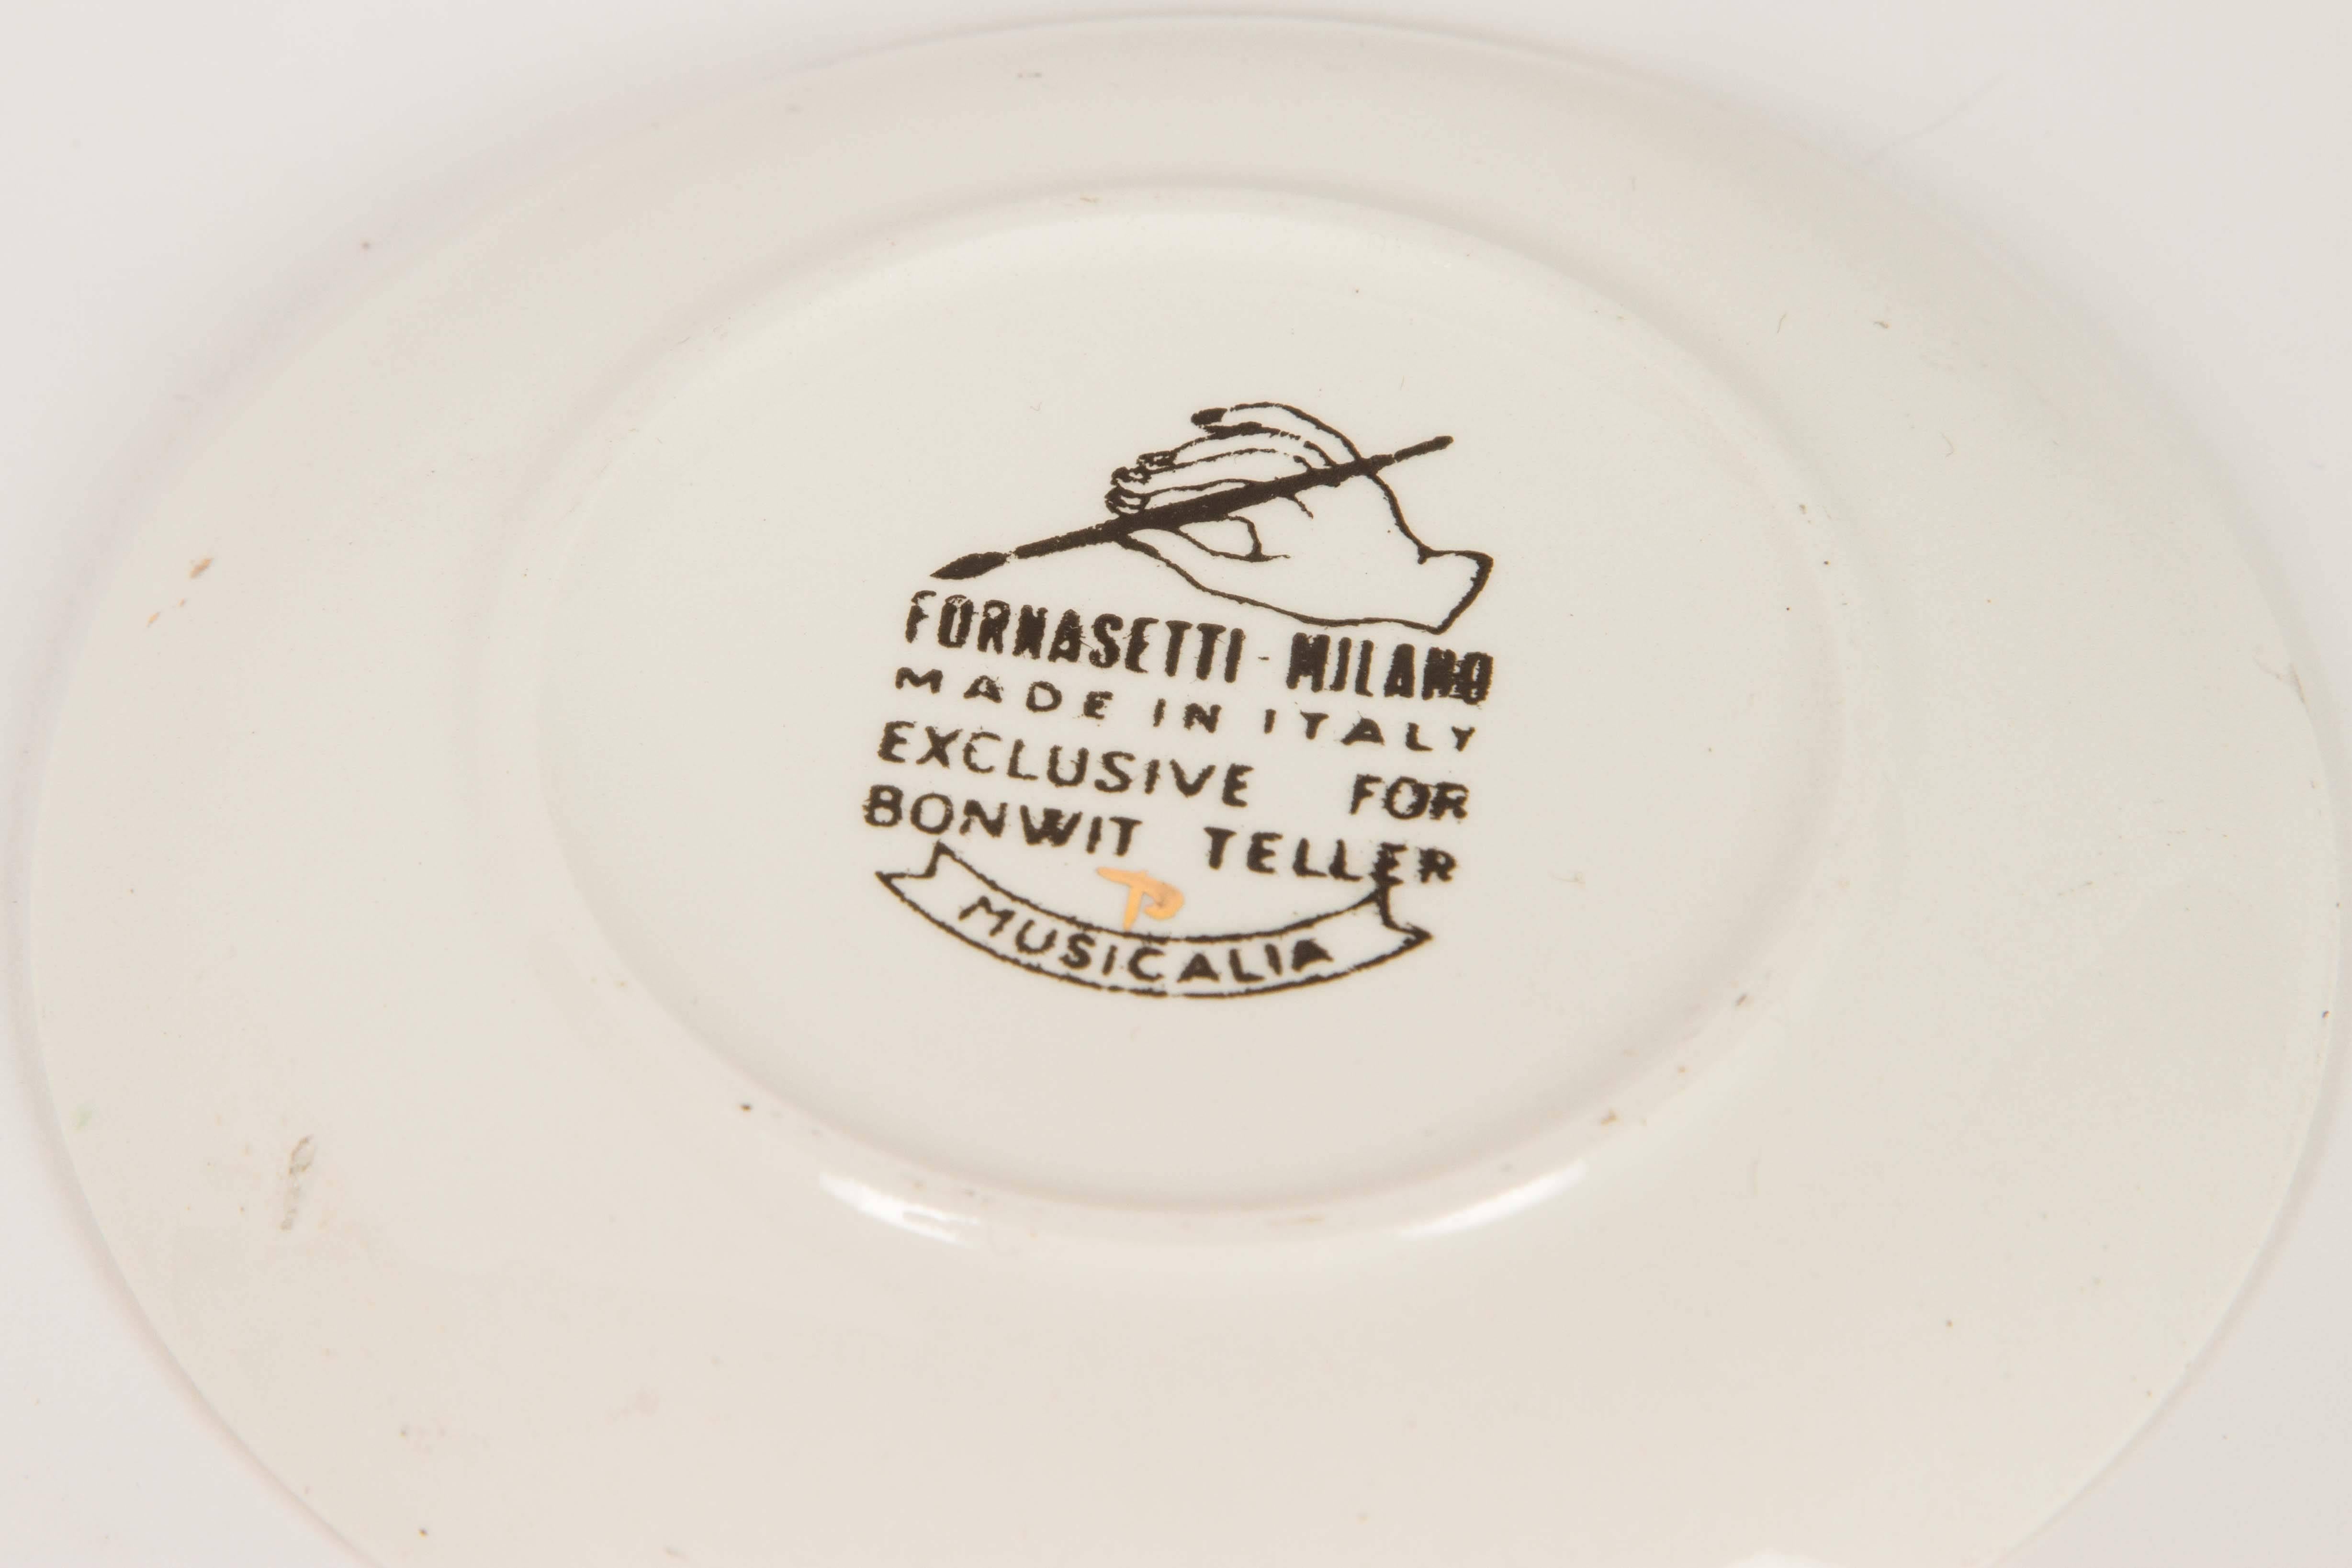 FORNASETTI - MILANO
MADE IN ITALY
EXCLUSIVE FOR
BONWIT TELLER
P
MUSICALIA